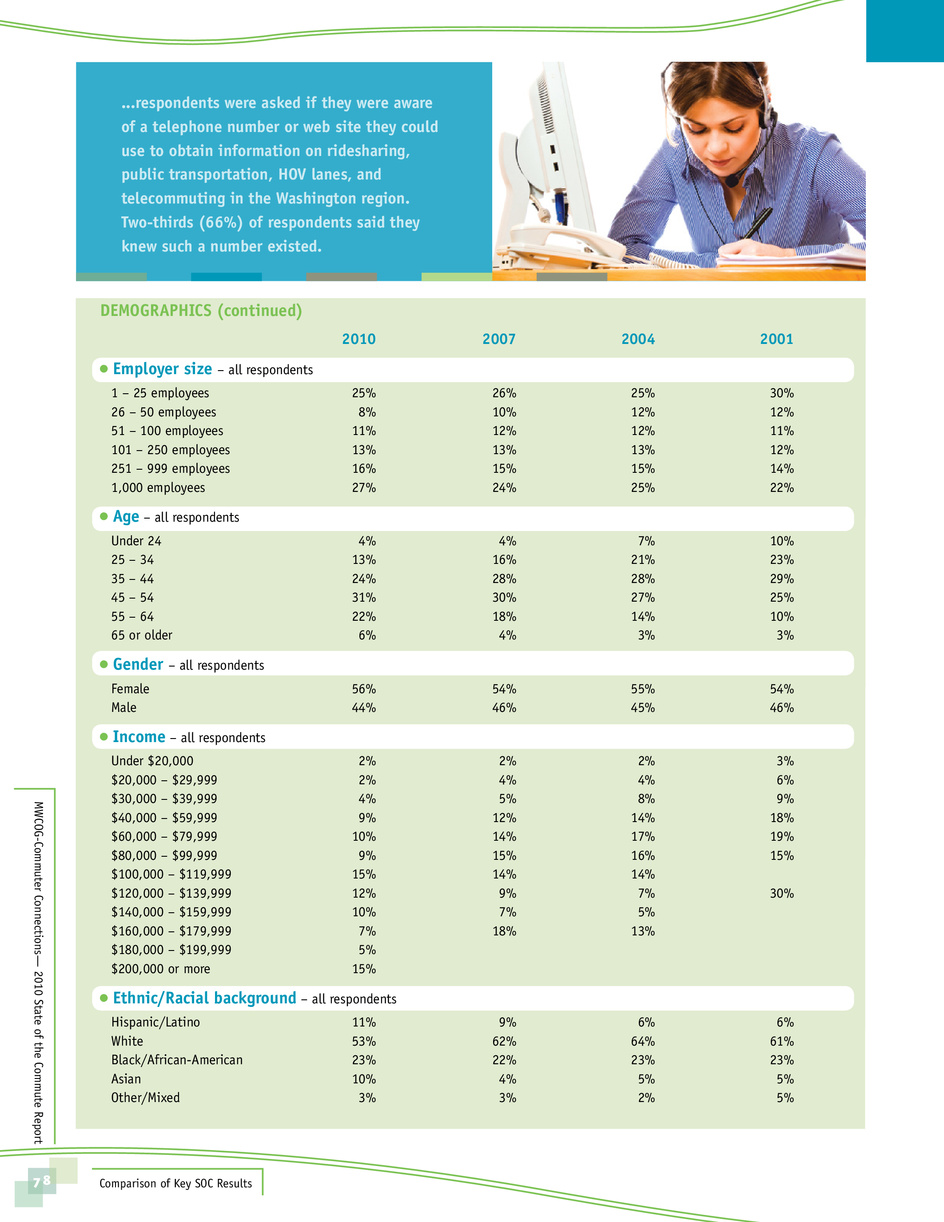 ...respondents were asked if they were aware
of a telephone number or web site they could
use to obtain information on ridesharing,
public transportation, HOV lanes, and
telecommuting in the Washington region.
Two-thirds (66%) of respondents said they
knew such a number existed.
DEMOGRAPHICS (continued)
2010 2007 2004 2001
• Employer size – all respondents
1 – 25 employees 25% 26% 25% 30%
26 – 50 employees 8% 10% 12% 12%
51 – 100 employees 11% 12% 12% 11%
101 – 250 employees 13% 13% 13% 12%
251 – 999 employees 16% 15% 15% 14%
1,000 employees 27% 24% 25% 22%
• Age – all respondents
Under 24 4% 4% 7% 10%
25 – 34 13% 16% 21% 23%
35 – 44 24% 28% 28% 29%
45 – 54 31% 30% 27% 25%
55 – 64 22% 18% 14% 10%
65 or older 6% 4% 3% 3%
• Gender – all respondents
Female 56% 54% 55% 54%
Male 44% 46% 45% 46%
• Income – all respondents
Under $20,000 2% 2% 2% 3%
$20,000 – $29,999 2% 4% 4% 6%
$30,000 – $39,999 4% 5% 8% 9%
$40,000 – $59,999 9% 12% 14% 18%
$60,000 – $79,999 10% 14% 17% 19%
$80,000 – $99,999 9% 15% 16% 15%
$100,000 – $119,999 15% 14% 14%
$120,000 – $139,999 12% 9% 7% 30%
$140,000 – $159,999 10% 7% 5%
$160,000 – $179,999 7% 18% 13%
$180,000 – $199,999 5%
$200,000 or more 15%
• Ethnic/Racial background – all respondents
Hispanic/Latino 11% 9% 6% 6%
White 53% 62% 64% 61%
Black/African-American 23% 22% 23% 23%
Asian 10% 4% 5% 5%
Other/Mixed 3% 3% 2% 5%
MWCOG-Commuter Connections— 2010 State of the Commute Report
78
Comparison of Key SOC Results